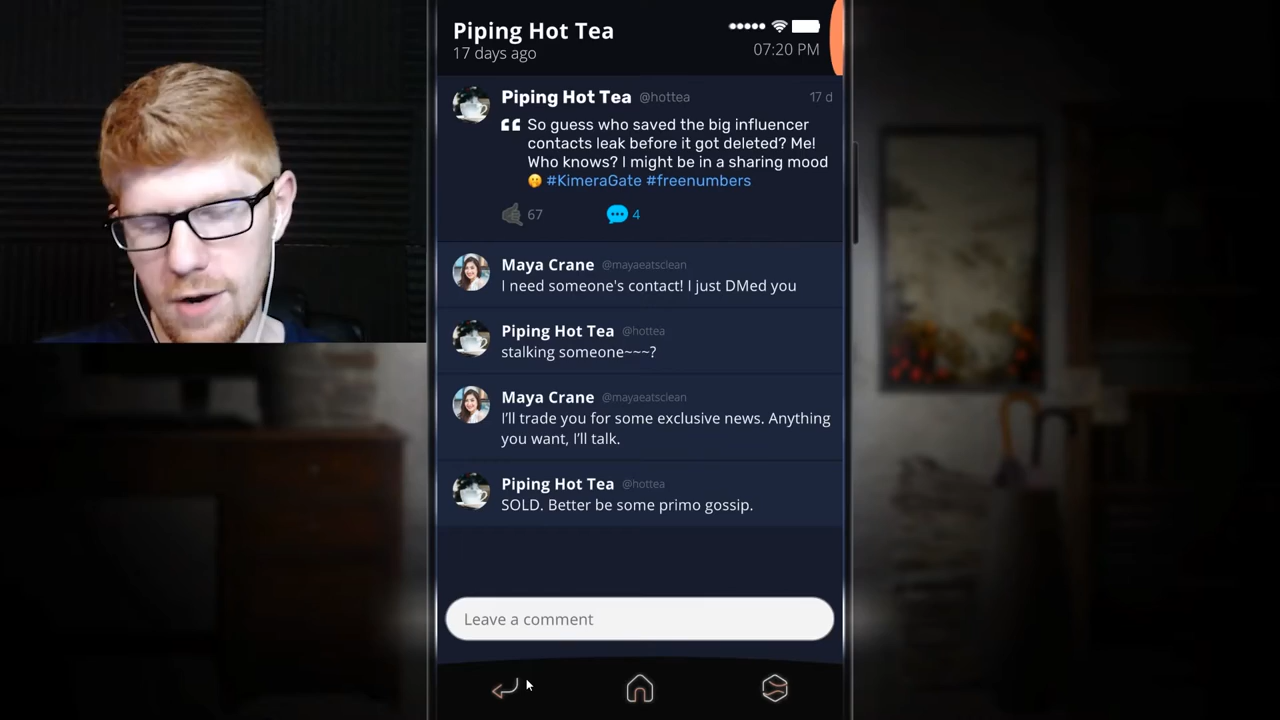 Piping Hot Tea
17 days ago
07:20 PM
Piping Hot Tea @hottea 17 d
So guess who saved the big influencer
contacts leak before it got deleted? Me!
Who knows? I might be in a sharing mood
🤭 #KimeraGate #freenumbers
67 4
Maya Crane @mayaeatsclean
I need someone's contact! I just DMed you
Piping Hot Tea @hottea
stalking someone~~~?
Maya Crane @mayaeatsclean
I'll trade you for some exclusive news. Anything
you want, I'll talk.
Piping Hot Tea @hottea
SOLD. Better be some primo gossip.
Leave a comment